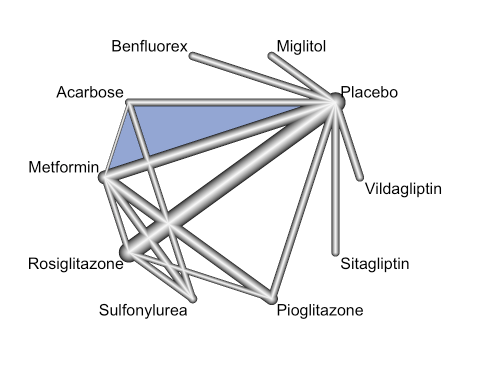 Benfluorex
Miglitol
Acarbose
Placebo
Metformin
Vildagliptin
Rosiglitazone
Sitagliptin
Sulfonylurea
Pioglitazone